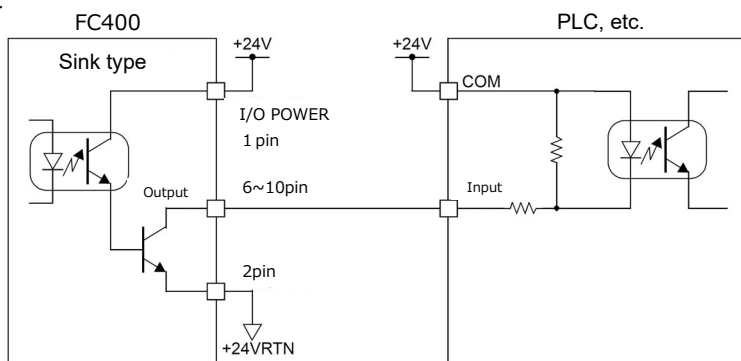 FC400
PLC, etc.
Sink type
+24V
+24V
COM
I/O POWER
1 pin
Output
6~10pin
Input
2pin
+24VRTN